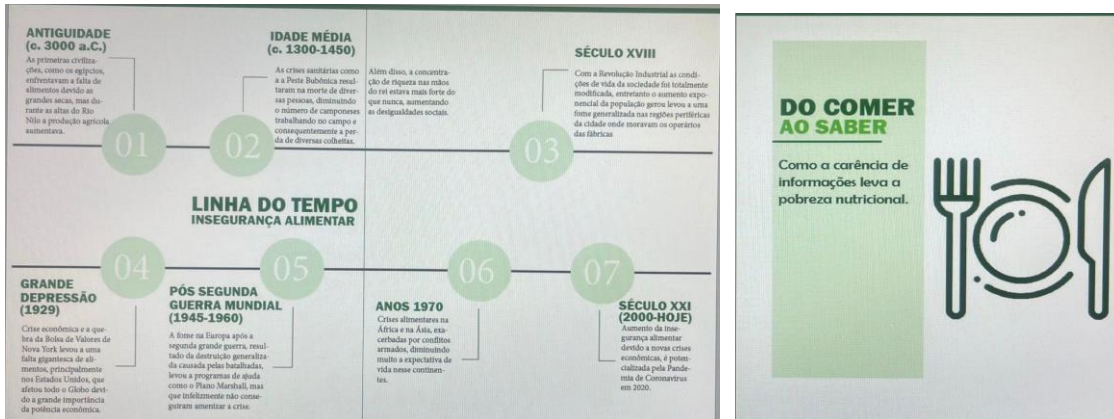 ANTIGUIDADE
(c. 3000 a.C.)
As primeiras civiliza-
ções, como os egípcios,
enfrentavam a falta de
alimentos devido as
grandes secas, mas du-
rante as altas do Rio
Nilo a produção agrícola
aumentava.
01
IDADE MÉDIA
(c. 1300-1450)
As crises sanitárias como
a a Peste Bubônica resul-
taram na morte de diver-
sas pessoas, diminuindo
o número de camponeses
trabalhando no campo e
consequentemente a per-
da de diversas colheitas.
Além disso, a concentra-
ção de riqueza nas mãos
do rei estava mais forte do
que nunca, aumentando
as desigualdades sociais.
02
SÉCULO XVIII
Com a Revolução Industrial as condi-
ções de vida da sociedade foi totalmente
modificada, entretanto o aumento expo-
nencial da população gerou levou a uma
fome generalizada nas regiões periféricas
da cidade onde moravam os operários
das fábricas
03
LINHA DO TEMPO
INSEGURANÇA ALIMENTAR
04
GRANDE
DEPRESSÃO
(1929)
Crise econômica e a que-
bra da Bolsa de Valores de
Nova York levou a uma
falta gigantesca de ali-
mentos, principalmente
nos Estados Unidos, que
afetou todo o Globo devi-
do a grande importância
da potência econômica.
05
PÓS SEGUNDA
GUERRA MUNDIAL
(1945-1960)
A fome na Europa após a
segunda grande guerra, resul-
tado da destruição generaliza-
da causada pelas batalhadas,
levou a programas de ajuda
como o Plano Marshall, mas
que infelizmente não conse-
guiram amenizar a crise.
06
ANOS 1970
Crises alimentares na
África e na Ásia, exa-
cerbadas por conflitos
armados, diminuindo
muito a expectativa de
vida nesse continen-
tes.
07
SÉCULO XXI
(2000-HOJE)
Aumento da inse-
gurança alimentar
devido a novas crises
econômicas, é poten-
cializada pela Pande-
mia de Coronavírus
em 2020.
DO COMER
AO SABER
Como a carência de
informações leva a
pobreza nutricional.